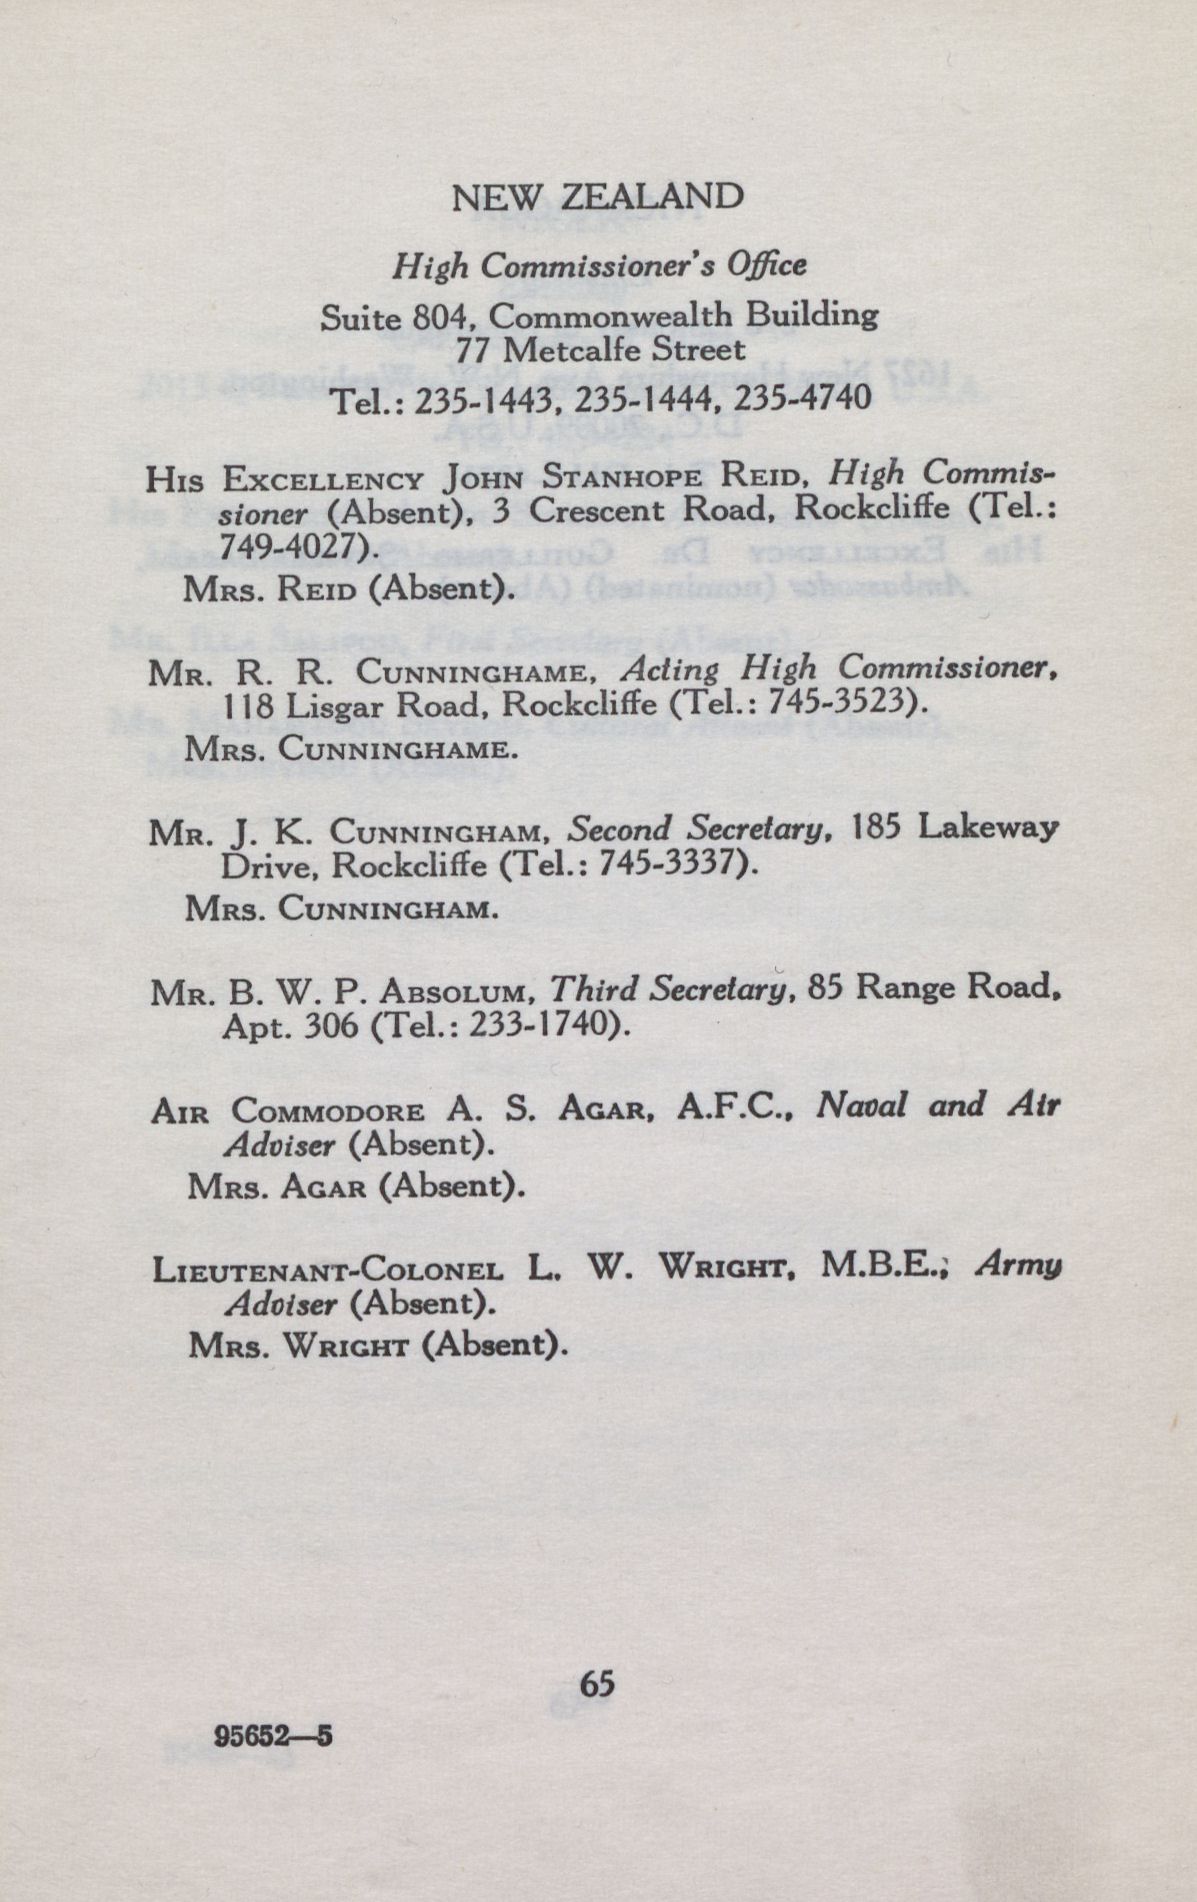 NEW ZEALAND
High Commissioner's Office
Suite 804, Commonwealth Building
77 Metcalfe Street
Tel.: 235-1443, 235-1444, 235-4740
HIS EXCELLENCY JOHN STANHOPE REID, High Commis-
sioner (Absent), 3 Crescent Road, Rockcliffe (Tel.:
749-4027).
MRS. REID (Absent).
MR. R. R. CUNNINGHAME, Acting High Commissioner,
118 Lisgar Road, Rockcliffe (Tel.: 745-3523).
MRS. CUNNINGHAME.
MR. J. K. CUNNINGHAM, Second Secretary, 185 Lakeway
Drive, Rockcliffe (Tel.: 745-3337).
MRS. CUNNINGHAM.
MR. B. W. P. ABSOLUM, Third Secretary, 85 Range Road,
Apt. 306 (Tel.: 233-1740).
AIR COMMODORE A. S. AGAR, A.F.C., Naval and Air
Adviser (Absent).
MRS. AGAR (Absent).
LIEUTENANT-COLONEL L. W. WRIGHT, M.B.E.; Army
Adviser (Absent).
MRS. WRIGHT (Absent).
65
95652—5